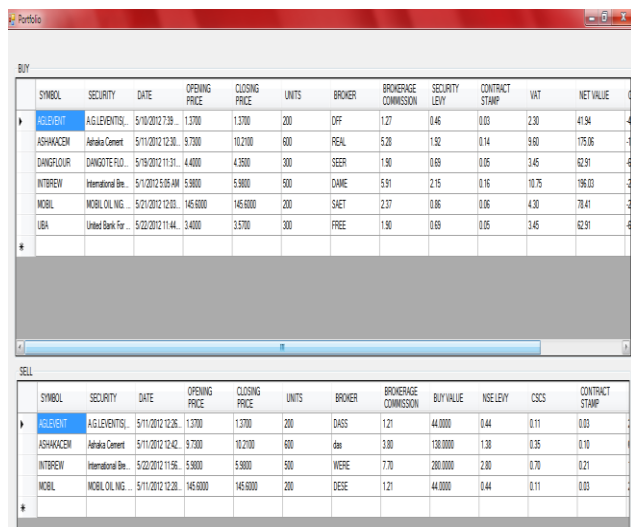 Portfolio
BUY
SYMBOL SECURITY DATE OPENING PRICE CLOSING PRICE UNITS BROKER BROKERAGE COMMISSION SECURITY LEVY CONTRACT STAMP VAT NET VALUE
AGLEVENT A.G.LEVENTIS(... 5/10/2012 7:39 ... 1.3700 1.3700 200 DFF 1.27 0.46 0.03 2.30 41.94
ASHAKACEM Ashaka Cement 5/11/2012 12:30... 9.7300 10.2100 600 REAL 5.28 1.92 0.14 9.60 175.06
DANGFLOUR DANGOTE FLO... 5/19/2012 11:31... 4.4000 4.3500 300 SEER 1.90 0.69 0.05 3.45 62.91
INTBREW International Bre... 5/1/2012 5:05 AM 5.9800 5.9800 500 DAME 5.91 2.15 0.16 10.75 196.03
MOBIL MOBIL OIL NIG. ... 5/21/2012 12:03... 145.6000 145.6000 200 SAET 2.37 0.86 0.06 4.30 78.41
UBA United Bank For ... 5/22/2012 11:44... 3.4000 3.5700 300 FREE 1.90 0.69 0.05 3.45 62.91
SELL
SYMBOL SECURITY DATE OPENING PRICE CLOSING PRICE UNITS BROKER BROKERAGE COMMISSION BUY VALUE NSE LEVY CSCS CONTRACT STAMP
AGLEVENT A.G.LEVENTIS(... 5/11/2012 12:26... 1.3700 1.3700 200 DASS 1.21 44.0000 0.44 0.11 0.03
ASHAKACEM Ashaka Cement 5/11/2012 12:42... 9.7300 10.2100 600 das 3.80 138.0000 1.38 0.35 0.10
INTBREW International Bre... 5/22/2012 11:56... 5.9800 5.9800 500 WERE 7.70 280.0000 2.80 0.70 0.21
MOBIL MOBIL OIL NIG. ... 5/11/2012 12:28... 145.6000 145.6000 200 DESE 1.21 44.0000 0.44 0.11 0.03